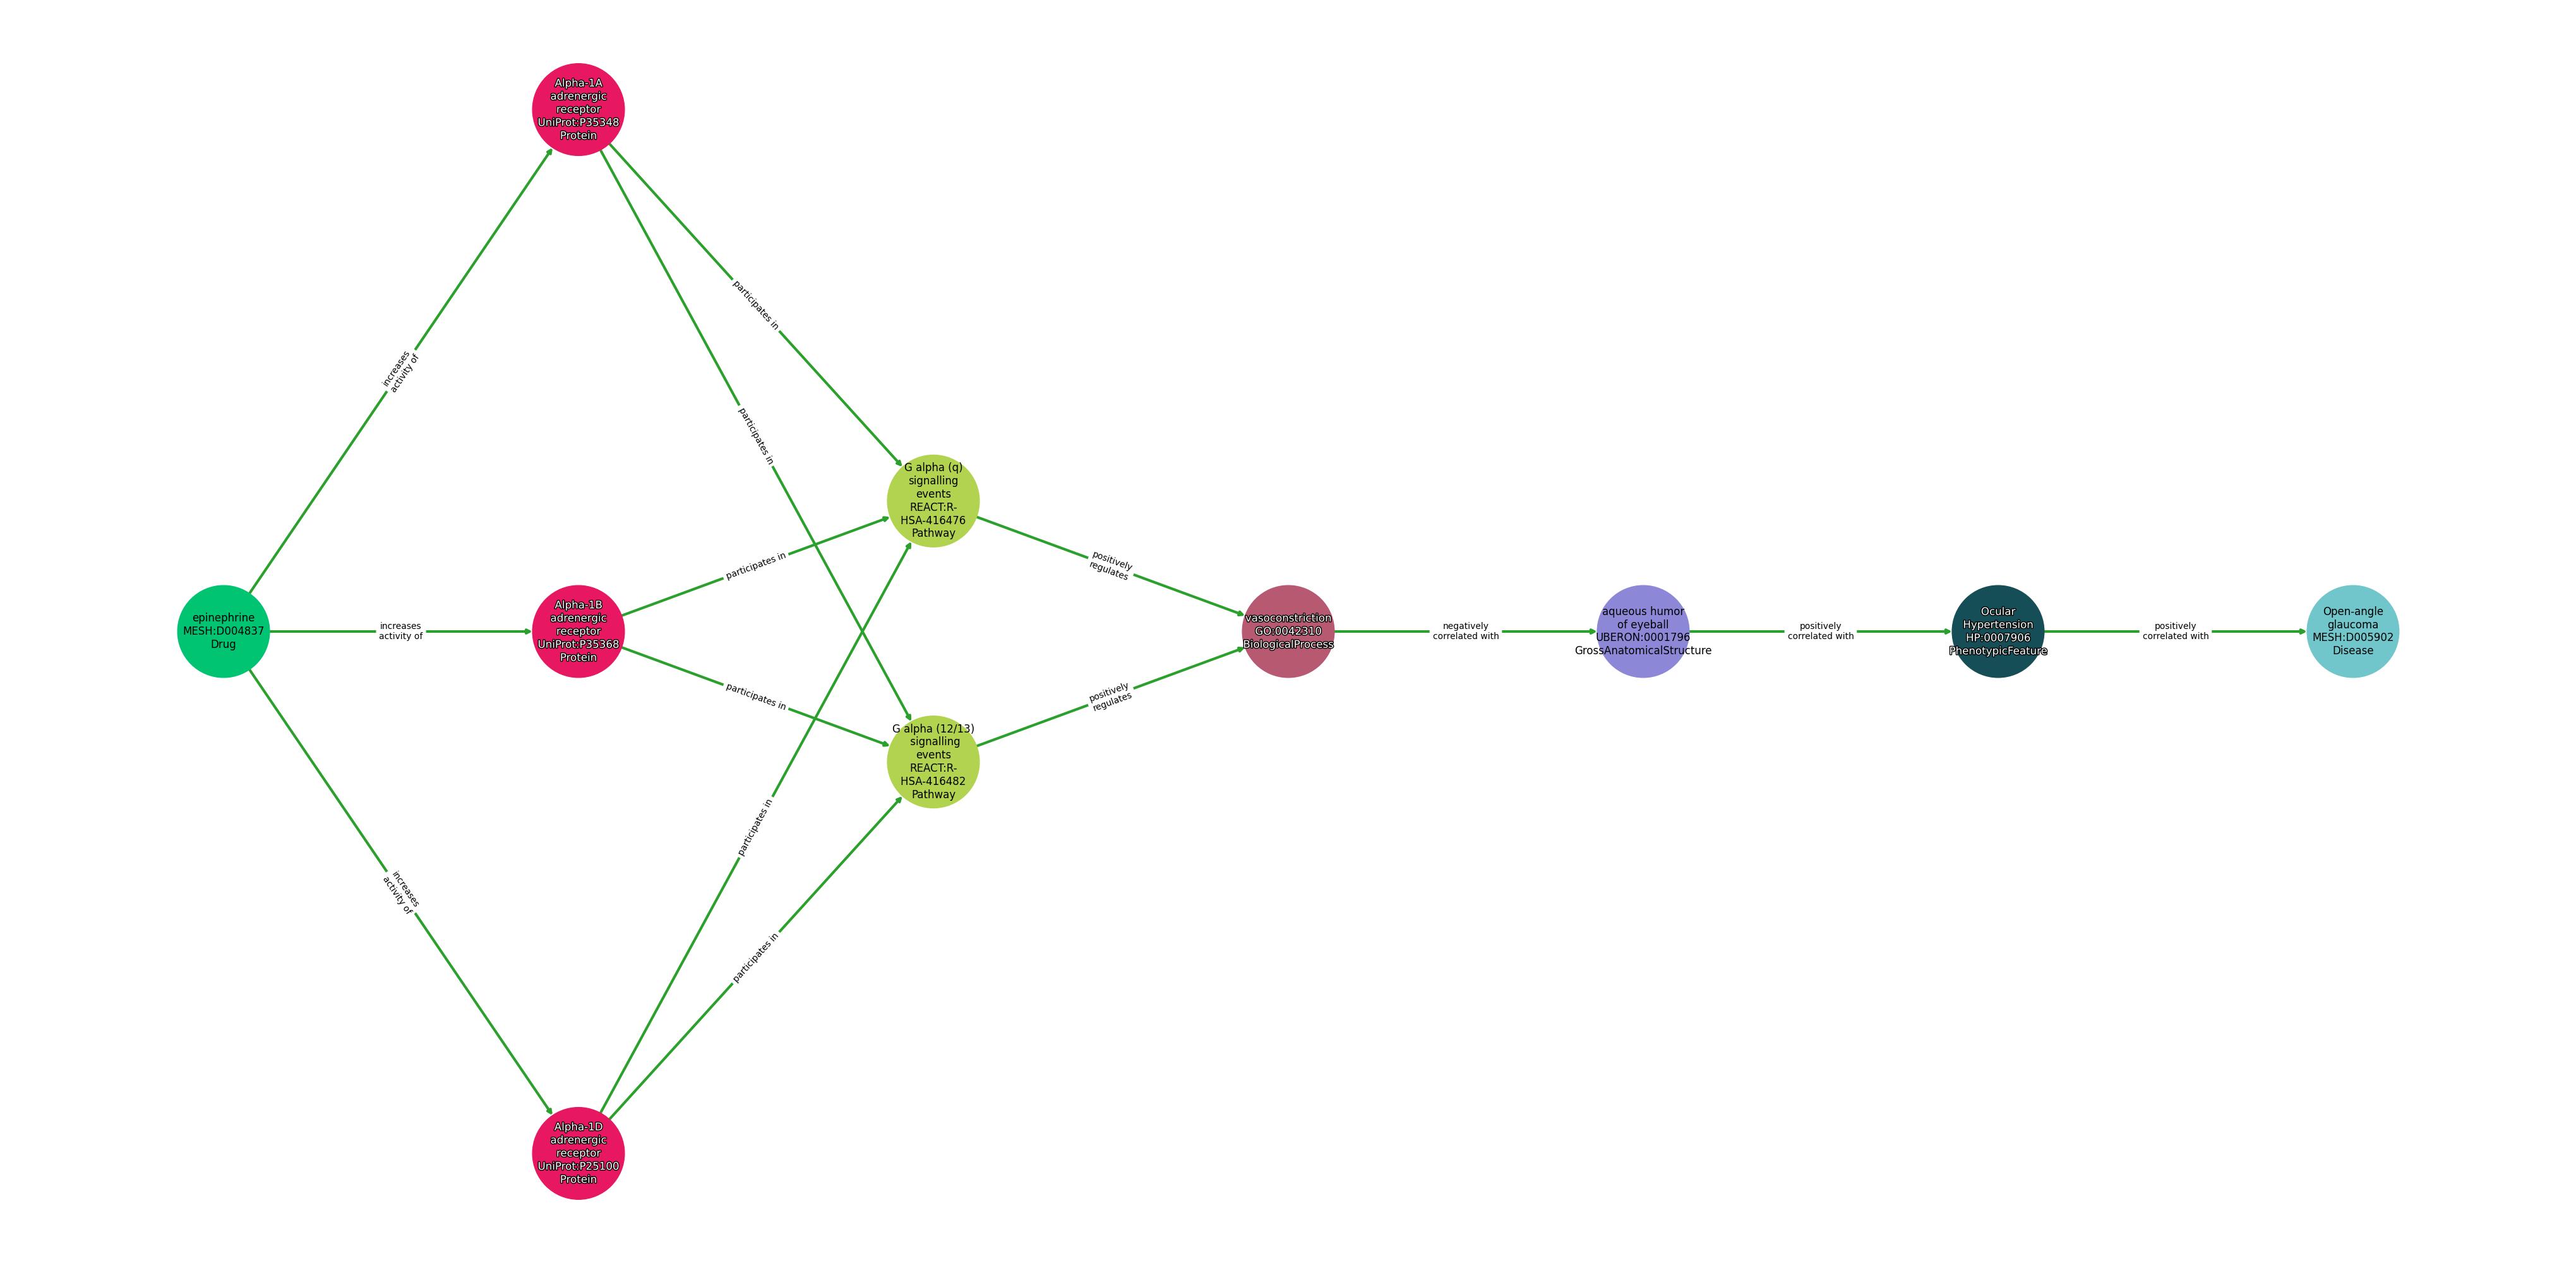 Alpha-1A
adrenergic
receptor
UniProt:P35348
Protein
participates in
increases
activity of
participates in
G alpha (q)
signalling
events
REACT:R-
HSA-416476
Pathway
participates in
positively
regulates
epinephrine
MESH:D004837
Drug
increases
activity of
Alpha-1B
adrenergic
receptor
UniProt:P35368
Protein
vasoconstriction
GO:0042310
BiologicalProcess
negatively
correlated with
aqueous humor
of eyeball
UBERON:0001796
GrossAnatomicalStructure
positively
correlated with
Ocular
Hypertension
HP:0007906
PhenotypicFeature
positively
correlated with
Open-angle
glaucoma
MESH:D005902
Disease
participates in
positively
regulates
G alpha (12/13)
signalling
events
REACT:R-
HSA-416482
Pathway
participates in
increases
activity of
participates in
Alpha-1D
adrenergic
receptor
UniProt:P25100
Protein